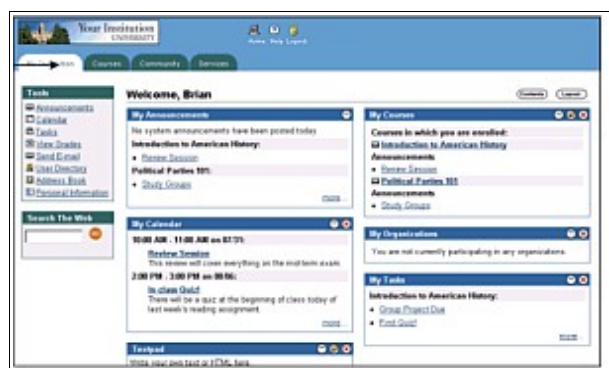 Your Institution
UNIVERSITY
Home Help Logout
Courses Community Services
Welcome, Brian
Contents Layout
Tools
Announcements
Calendar
Tasks
View Grades
Send E-mail
User Directory
Address Book
Personal Information
Search The Web
My Announcements
No system announcements have been posted today.
Introduction to American History:
Review Session
Political Parties 101:
Study Groups
more...
My Calendar
10:00 AM - 11:00 AM on 07/31:
Review Session
This review will cover everything on the midterm exam.
2:00 PM - 3:00 PM on 08/06:
In-class Quiz!
There will be a quiz at the beginning of class today of
last week's reading assignment.
more...
Textpad
Write your own text or HTML here.
My Courses
Courses in which you are enrolled:
Introduction to American History
Announcements
Review Session
Political Parties 101
Announcements
Study Groups
My Organizations
You are not currently participating in any organizations.
My Tasks
Introduction to American History:
Group Project Due
First Quiz!
more...